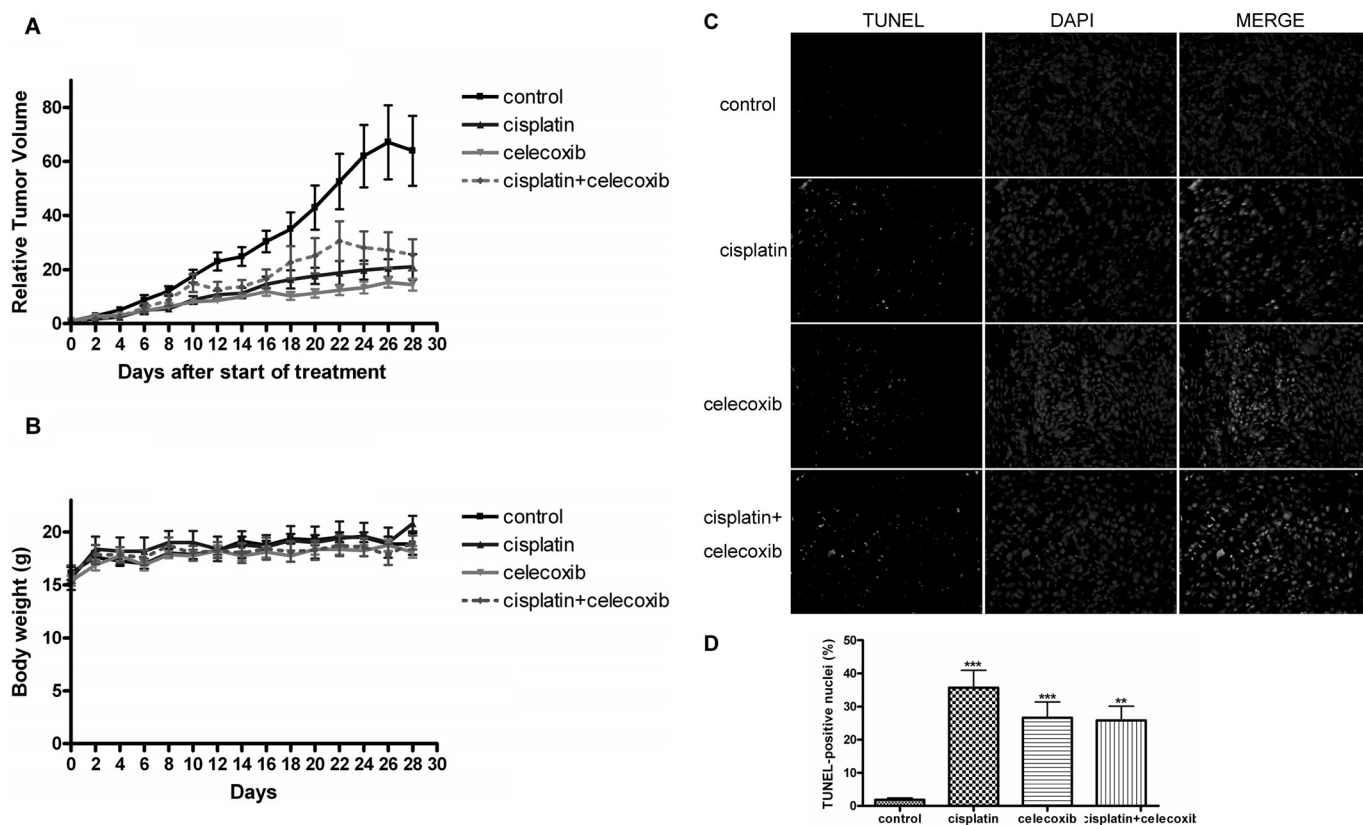 A
Relative Tumor Volume
80
60
40
20
0
0 2 4 6 8 10 12 14 16 18 20 22 24 26 28 30
Days after start of treatment
control
cisplatin
celecoxib
cisplatin+celecoxib
B
Body weight (g)
20
15
10
5
0
0 2 4 6 8 10 12 14 16 18 20 22 24 26 28 30
Days
control
cisplatin
celecoxib
cisplatin+celecoxib
C
TUNEL DAPI MERGE
control
cisplatin
celecoxib
cisplatin+
celecoxib
D
TUNEL-positive nuclei (%)
50
40
30
20
10
0
*** *** **
control cisplatin celecoxib cisplatin+celecoxib